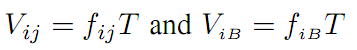 V_{ij} = f_{ij}T and V_{iB} = f_{iB}T